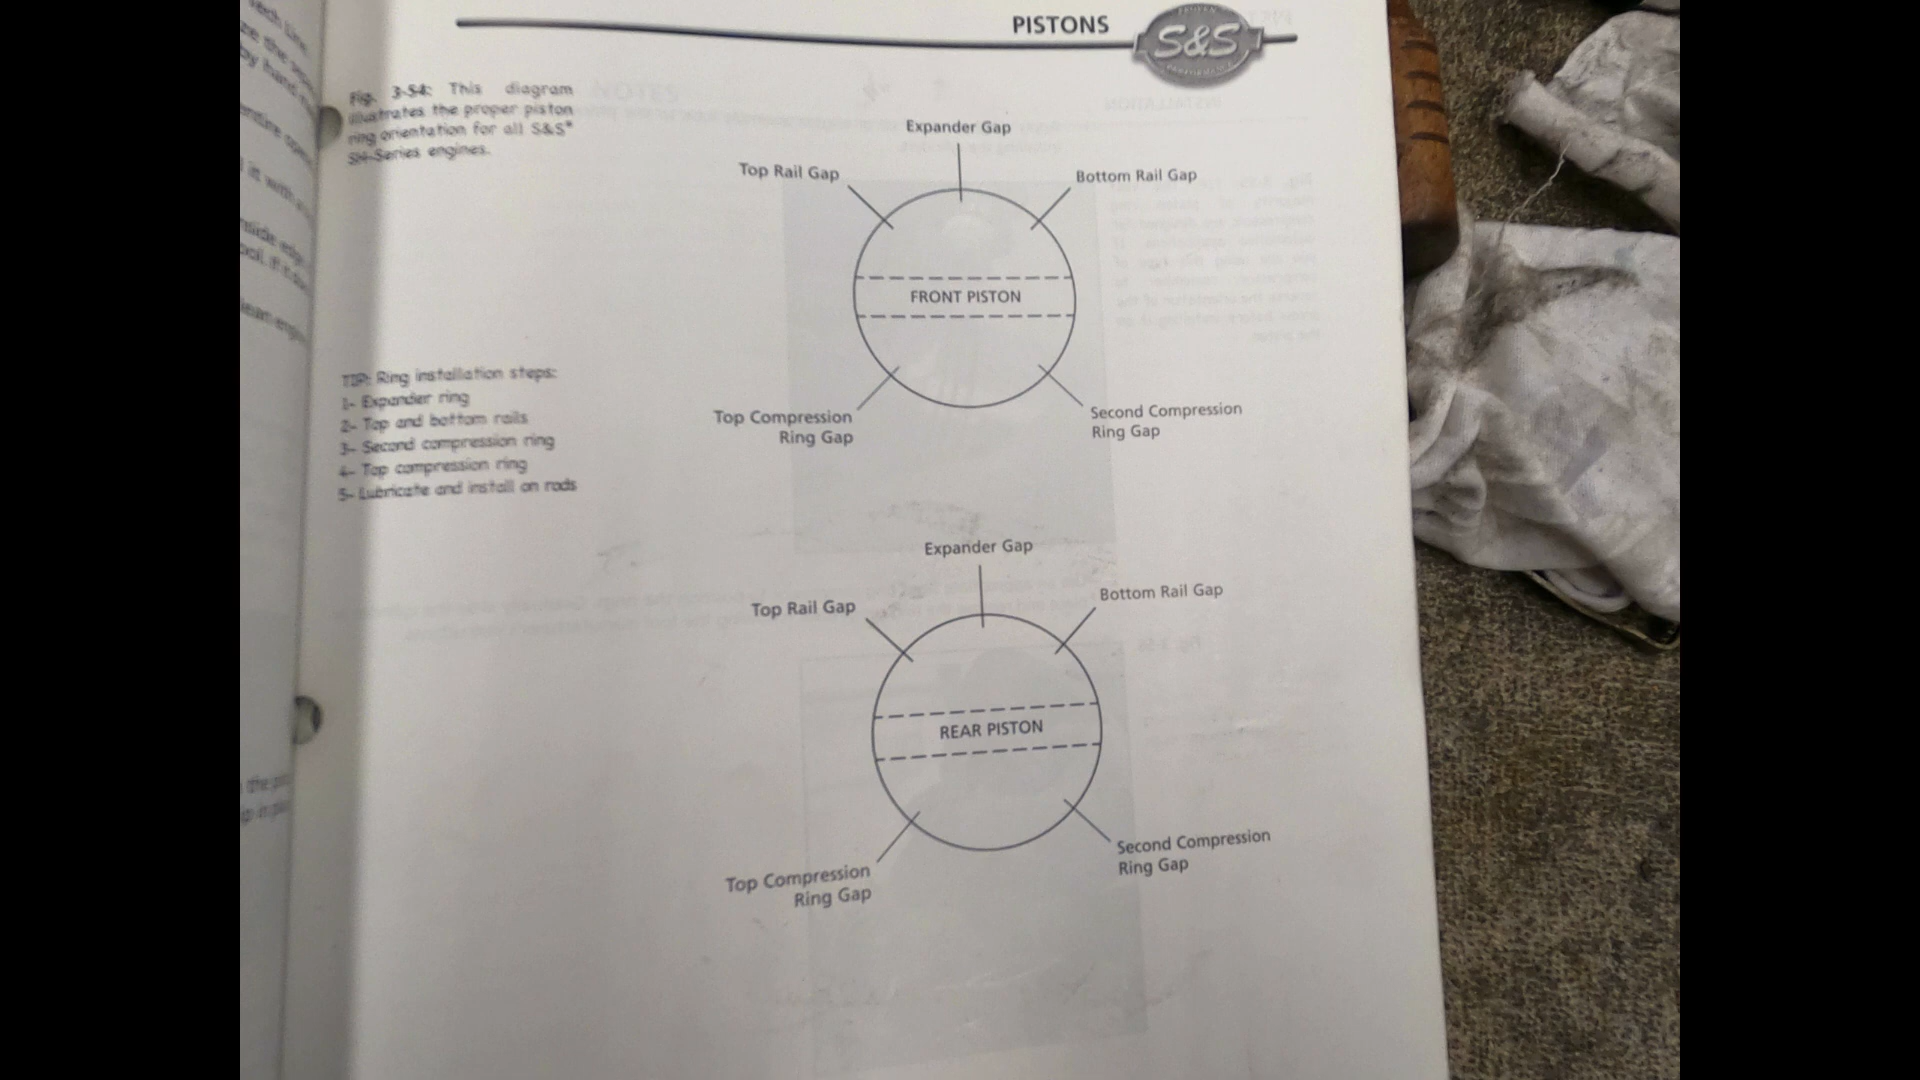 PISTONS
S&S
Fig. 3-54: This diagram
illustrates the proper piston
ring orientation for all S&S®
SH-Series engines.
Expander Gap
Top Rail Gap
Bottom Rail Gap
FRONT PISTON
Top Compression
Ring Gap
Second Compression
Ring Gap
TIP: Ring installation steps:
1- Expander ring
2- Top and bottom rails
3- Second compression ring
4- Top compression ring
5- Lubricate and install on rods
Expander Gap
Top Rail Gap
Bottom Rail Gap
REAR PISTON
Top Compression
Ring Gap
Second Compression
Ring Gap